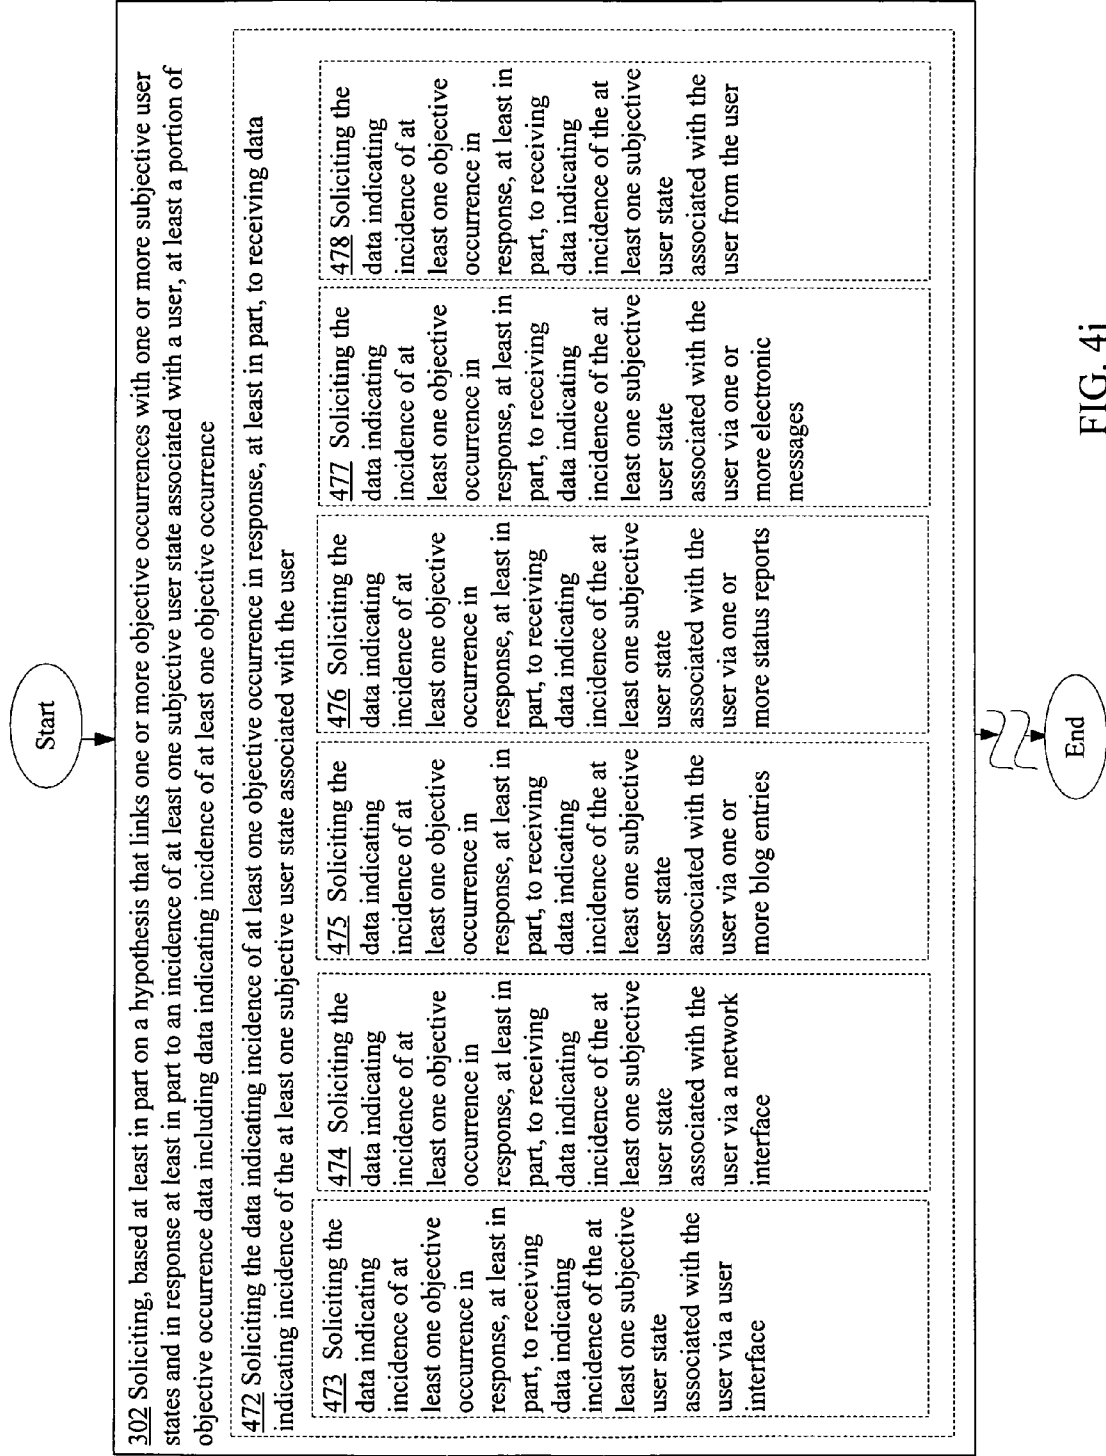 Start
302 Soliciting, based at least in part on a hypothesis that links one or more objective occurrences with one or more subjective user
states and in response at least in part to an incidence of at least one subjective user state associated with a user, at least a portion of
objective occurrence data including data indicating incidence of at least one objective occurrence
472 Soliciting the data indicating incidence of at least one objective occurrence in response, at least in part, to receiving data
indicating incidence of the at least one subjective user state associated with the user
473 Soliciting the
data indicating
incidence of at
least one objective
occurrence in
response, at least in
part, to receiving
data indicating
incidence of the at
least one subjective
user state
associated with the
user via a user
interface
474 Soliciting the
data indicating
incidence of at
least one objective
occurrence in
response, at least in
part, to receiving
data indicating
incidence of the at
least one subjective
user state
associated with the
user via a network
interface
475 Soliciting the
data indicating
incidence of at
least one objective
occurrence in
response, at least in
part, to receiving
data indicating
incidence of the at
least one subjective
user state
associated with the
user via one or
more blog entries
476 Soliciting the
data indicating
incidence of at
least one objective
occurrence in
response, at least in
part, to receiving
data indicating
incidence of the at
least one subjective
user state
associated with the
user via one or
more status reports
477 Soliciting the
data indicating
incidence of at
least one objective
occurrence in
response, at least in
part, to receiving
data indicating
incidence of the at
least one subjective
user state
associated with the
user via one or
more electronic
messages
478 Soliciting the
data indicating
incidence of at
least one objective
occurrence in
response, at least in
part, to receiving
data indicating
incidence of the at
least one subjective
user state
associated with the
user from the user
End
FIG. 4i